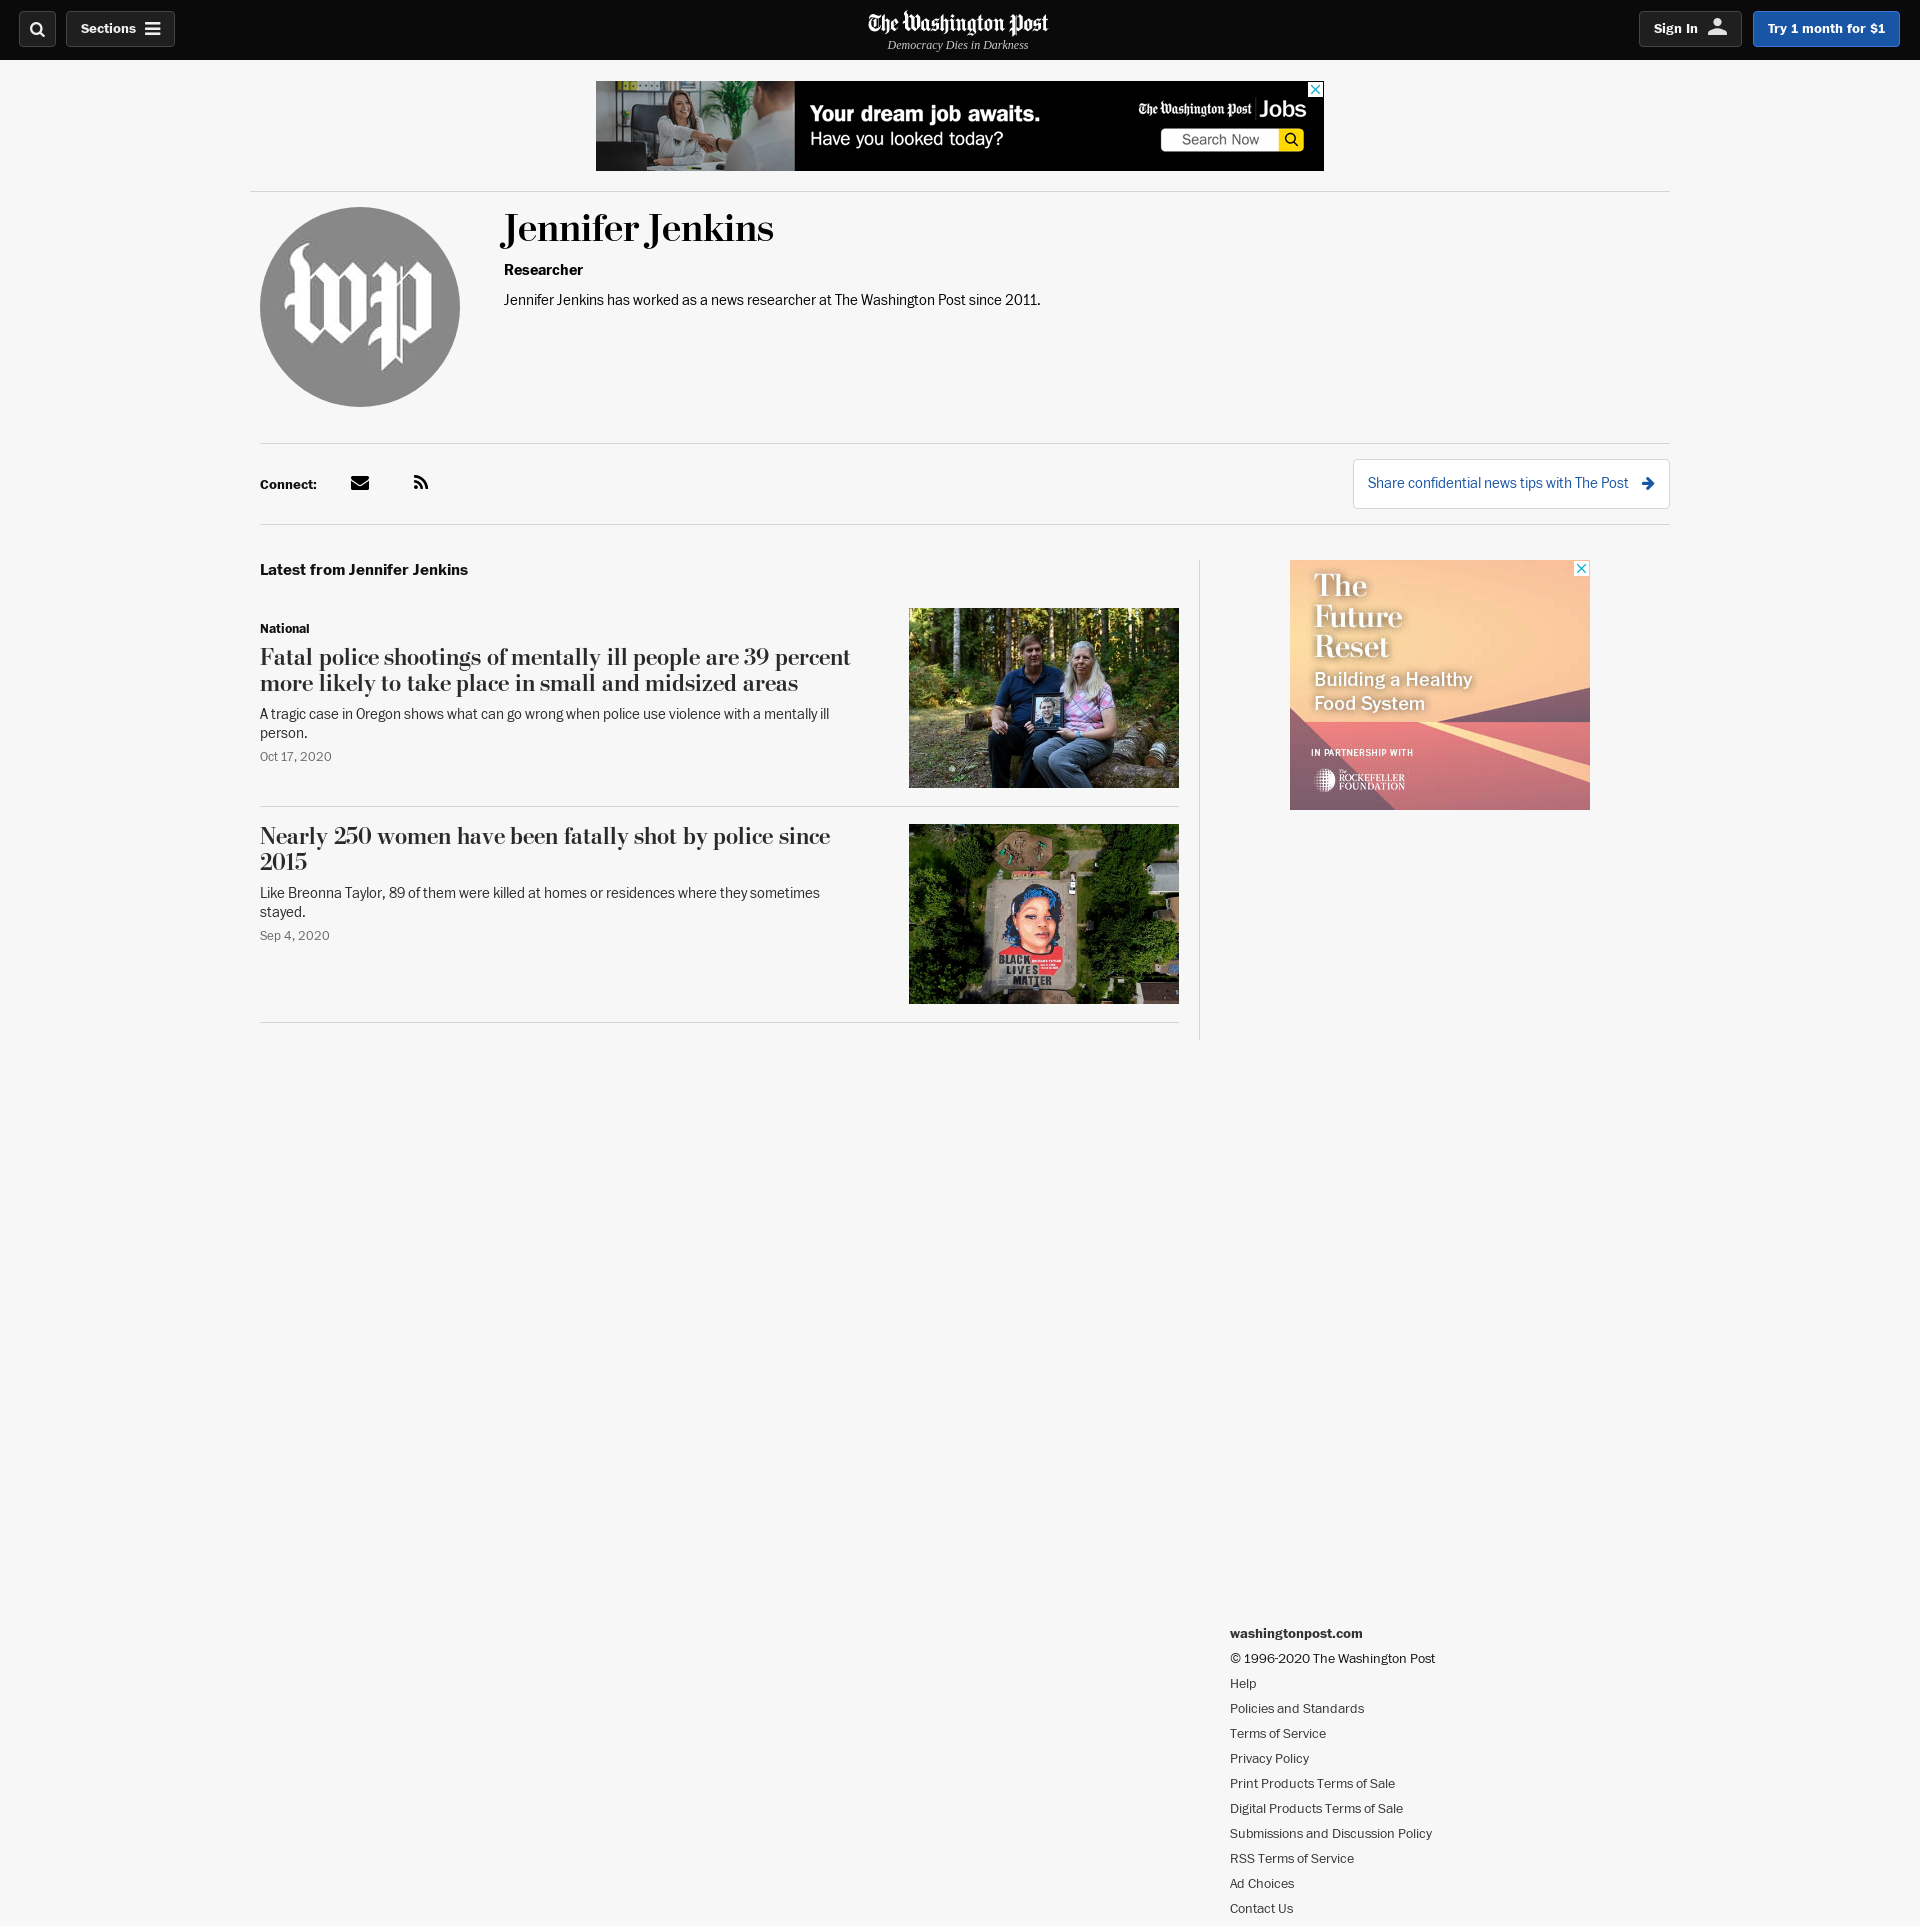 Sections
The Washington Post
Democracy Dies in Darkness
Sign In
Try 1 month for $1
Your dream job awaits.
Have you looked today?
The Washington Post Jobs
Search Now
wp
Jennifer Jenkins
Researcher
Jennifer Jenkins has worked as a news researcher at The Washington Post since 2011.
Connect:
Share confidential news tips with The Post
Latest from Jennifer Jenkins
National
Fatal police shootings of mentally ill people are 39 percent
more likely to take place in small and midsized areas
A tragic case in Oregon shows what can go wrong when police use violence with a mentally ill
person.
Oct 17, 2020
Nearly 250 women have been fatally shot by police since
2015
Like Breonna Taylor, 89 of them were killed at homes or residences where they sometimes
stayed.
Sep 4, 2020
BLACK
LIVES
MATTER
The
Future
Reset
Building a Healthy
Food System
IN PARTNERSHIP WITH
The
ROCKEFELLER
FOUNDATION
washingtonpost.com
© 1996-2020 The Washington Post
Help
Policies and Standards
Terms of Service
Privacy Policy
Print Products Terms of Sale
Digital Products Terms of Sale
Submissions and Discussion Policy
RSS Terms of Service
Ad Choices
Contact Us